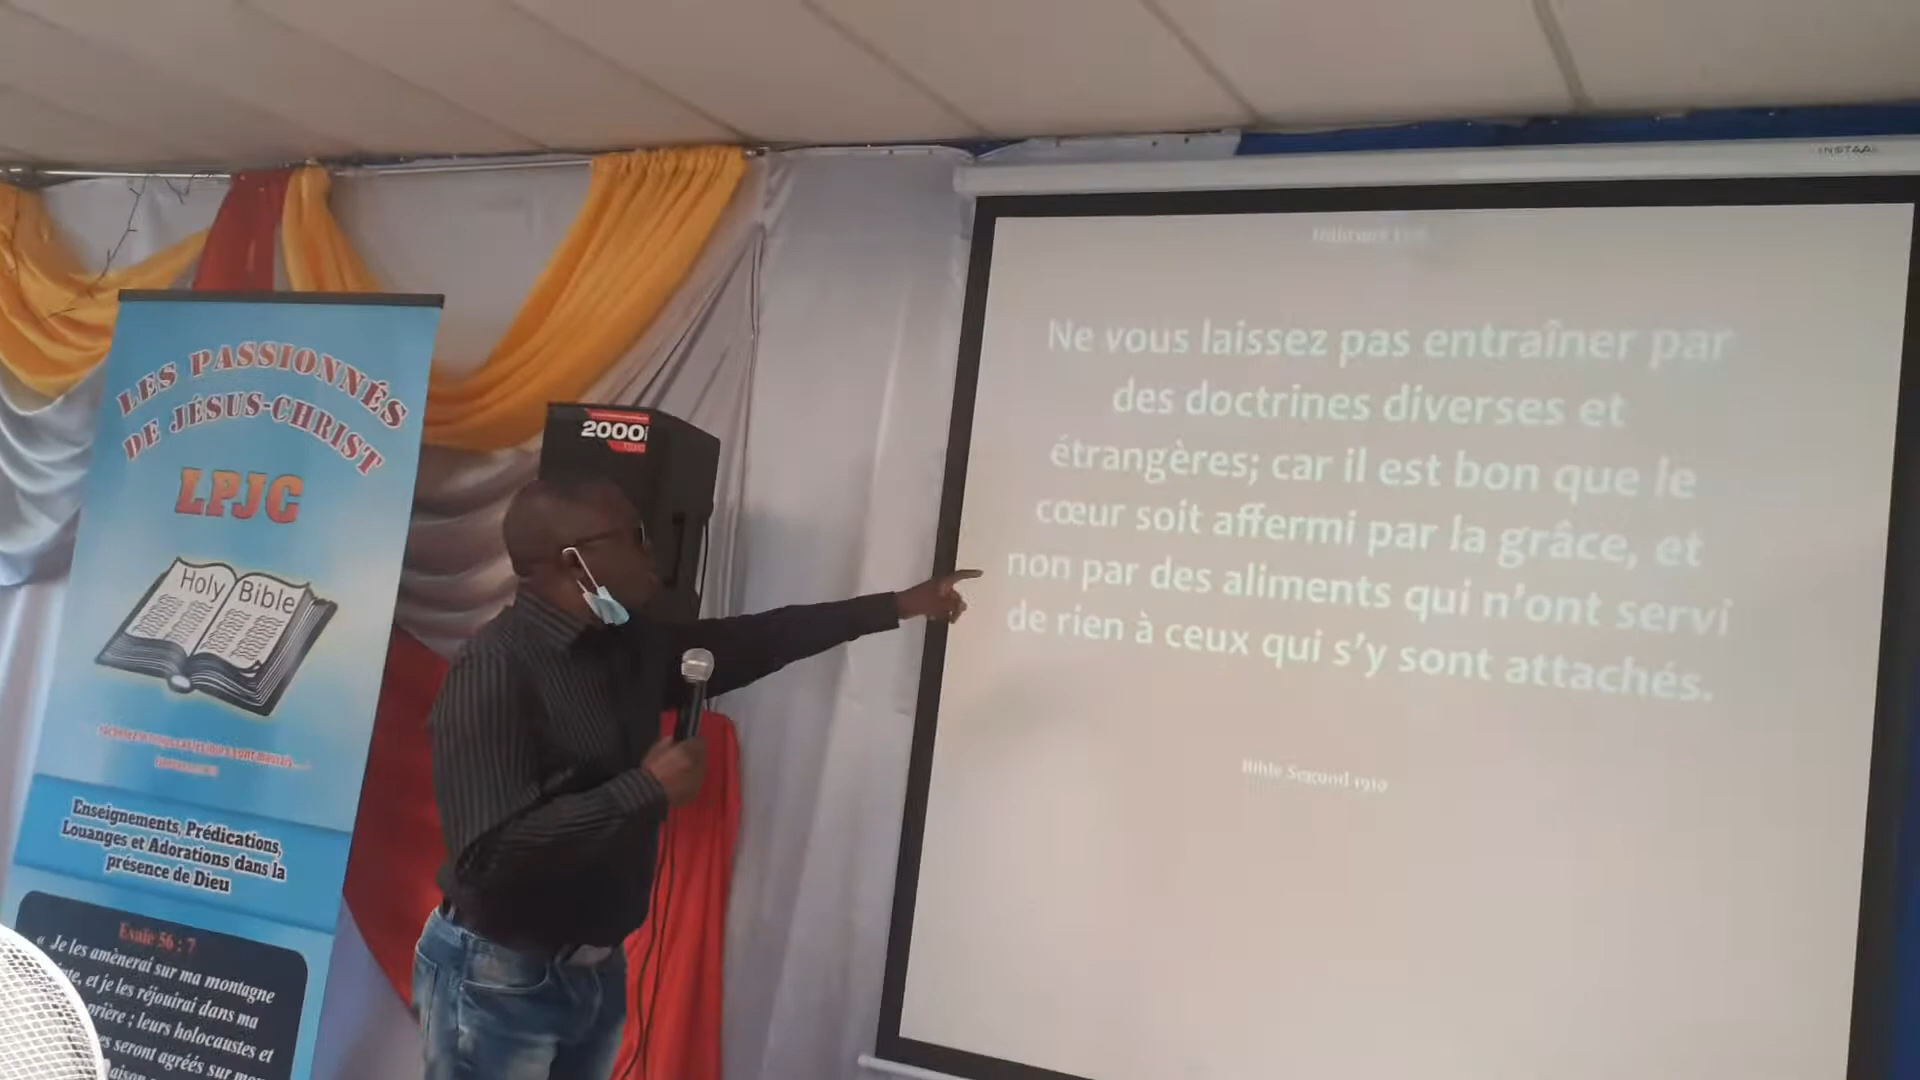 LES PASSIONNÉS
DE JÉSUS-CHRIST
LPJC
Holy Bible
Enseignements, Prédications,
Louanges et Adorations dans la
présence de Dieu
Esaïe 56 : 7
« Je les amènerai sur ma montagne
et je les réjouirai dans ma
prière ; leurs holocaustes et
seront agréés sur
2000
Ne vous laissez pas entraîner par
des doctrines diverses et
étrangères; car il est bon que le
cœur soit affermi par la grâce, et
non par des aliments qui n'ont servi
de rien à ceux qui s'y sont attachés.
Bible Segond 1910